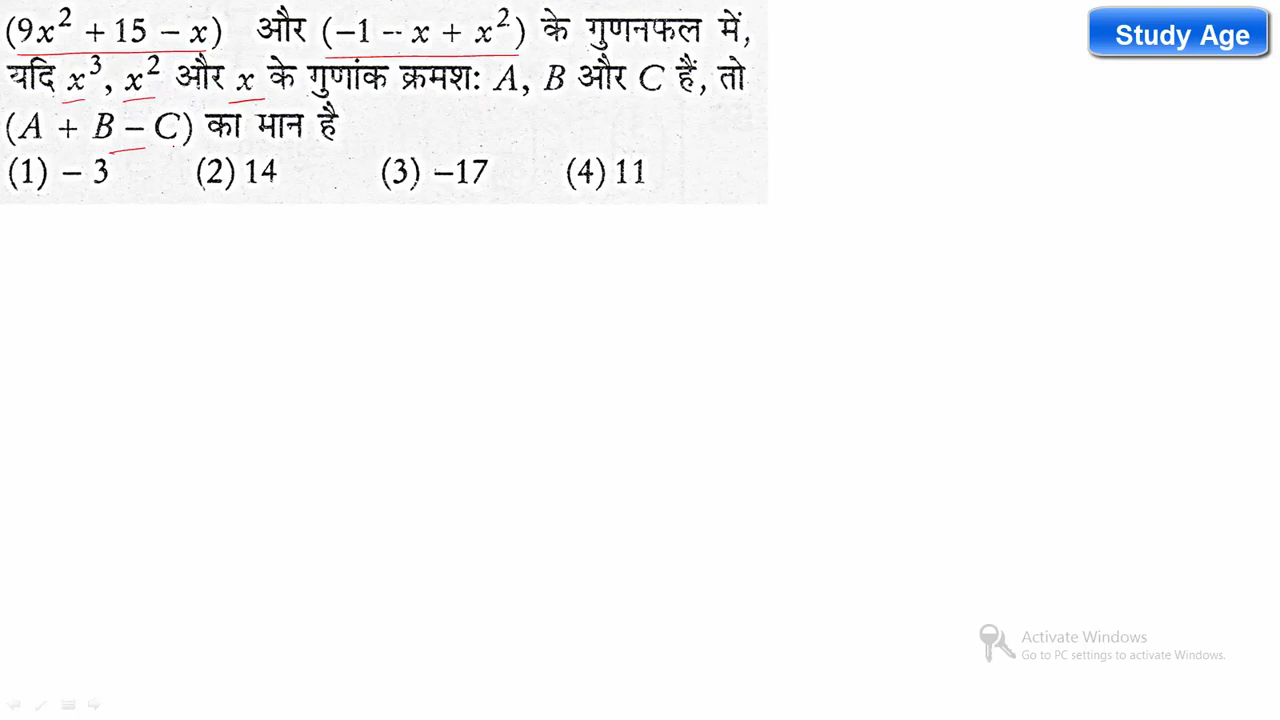 (9x² + 15 − x) और (−1 − x + x²) के गुणनफल में,
यदि x³, x² और x के गुणांक क्रमशः A, B और C हैं, तो
(A + B − C) का मान है
(1) − 3 (2) 14 (3) −17 (4) 11
Study Age
Activate Windows
Go to PC settings to activate Windows.